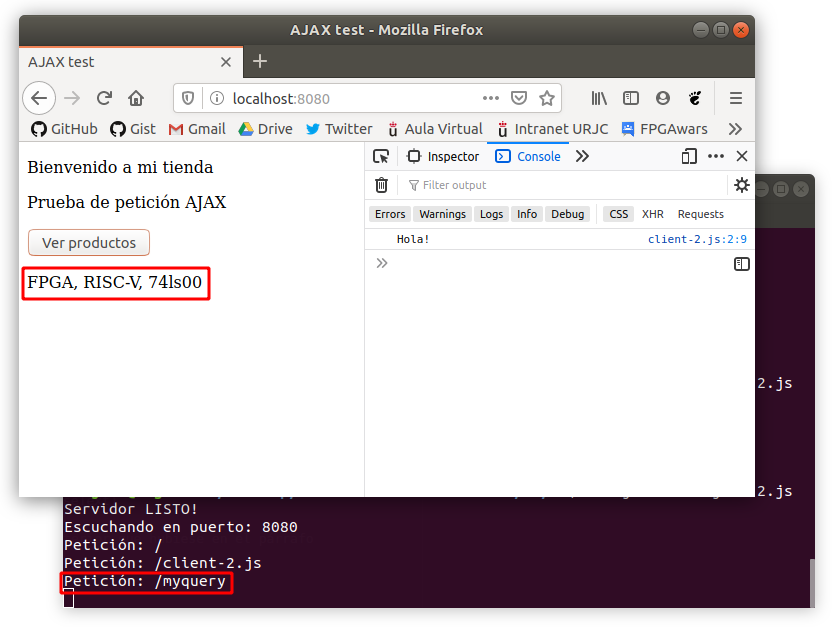 AJAX test - Mozilla Firefox
AJAX test
localhost:8080
GitHub Gist Gmail Drive Twitter Aula Virtual Intranet URJC FPGAwars
Bienvenido a mi tienda
Prueba de petición AJAX
Ver productos
FPGA, RISC-V, 74ls00
Inspector Console
Filter output
Errors Warnings Logs Info Debug CSS XHR Requests
Hola! client-2.js:2:9
2.js
2.js
Servidor LISTO!
Escuchando en puerto: 8080
Petición: /
Petición: /client-2.js
Petición: /myquery